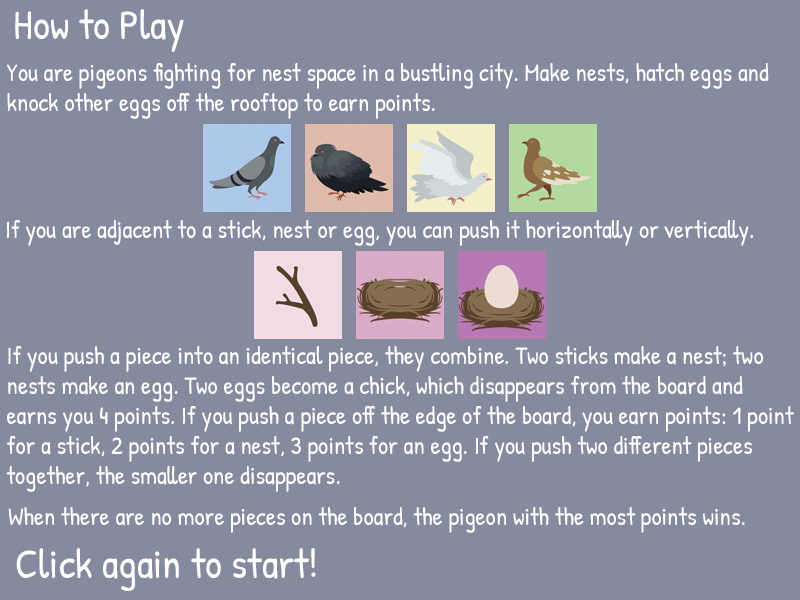 How to Play
You are pigeons fighting for nest space in a bustling city. Make nests, hatch eggs and
knock other eggs off the rooftop to earn points.
If you are adjacent to a stick, nest or egg, you can push it horizontally or vertically.
If you push a piece into an identical piece, they combine. Two sticks make a nest; two
nests make an egg. Two eggs become a chick, which disappears from the board and
earns you 4 points. If you push a piece off the edge of the board, you earn points: 1 point
for a stick, 2 points for a nest, 3 points for an egg. If you push two different pieces
together, the smaller one disappears.
When there are no more pieces on the board, the pigeon with the most points wins.
Click again to start!